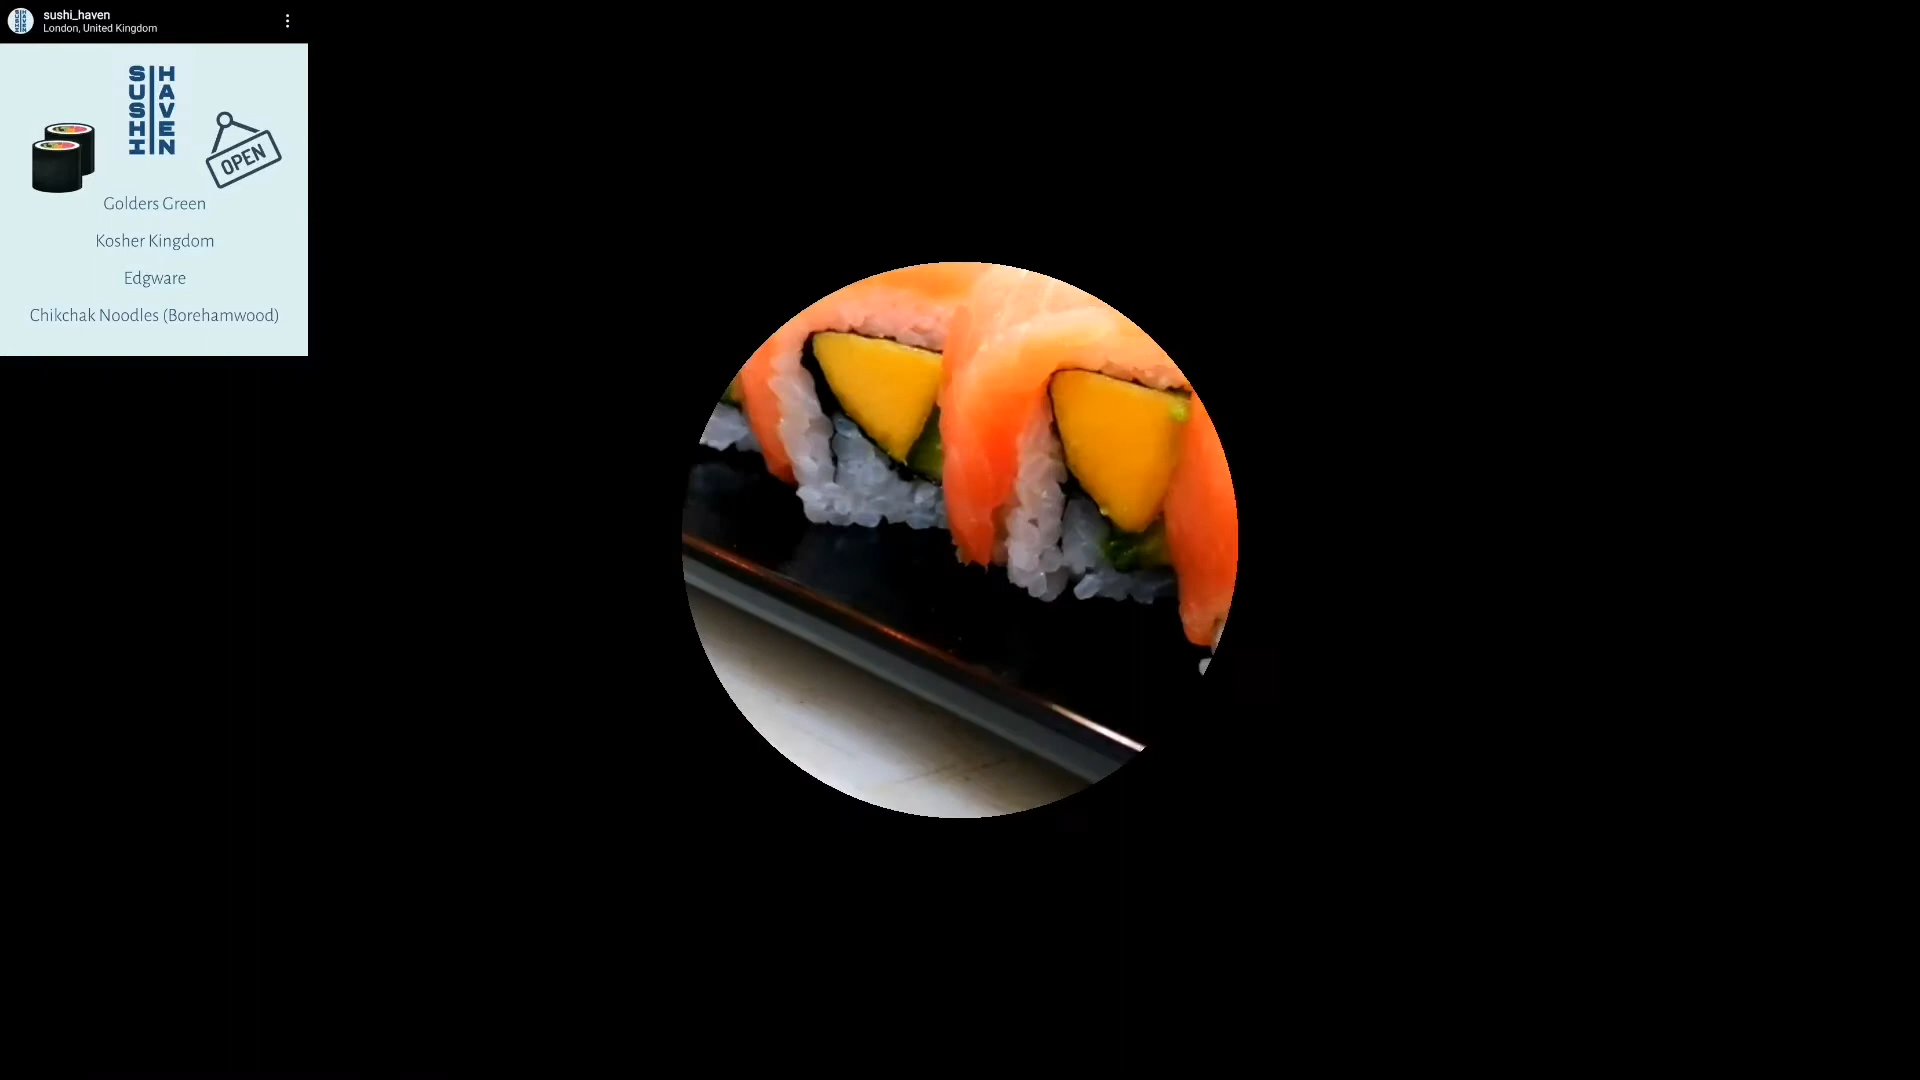 sushi_haven
London, United Kingdom
SUSHI HAVEN
OPEN
Golders Green
Kosher Kingdom
Edgware
Chikchak Noodles (Borehamwood)